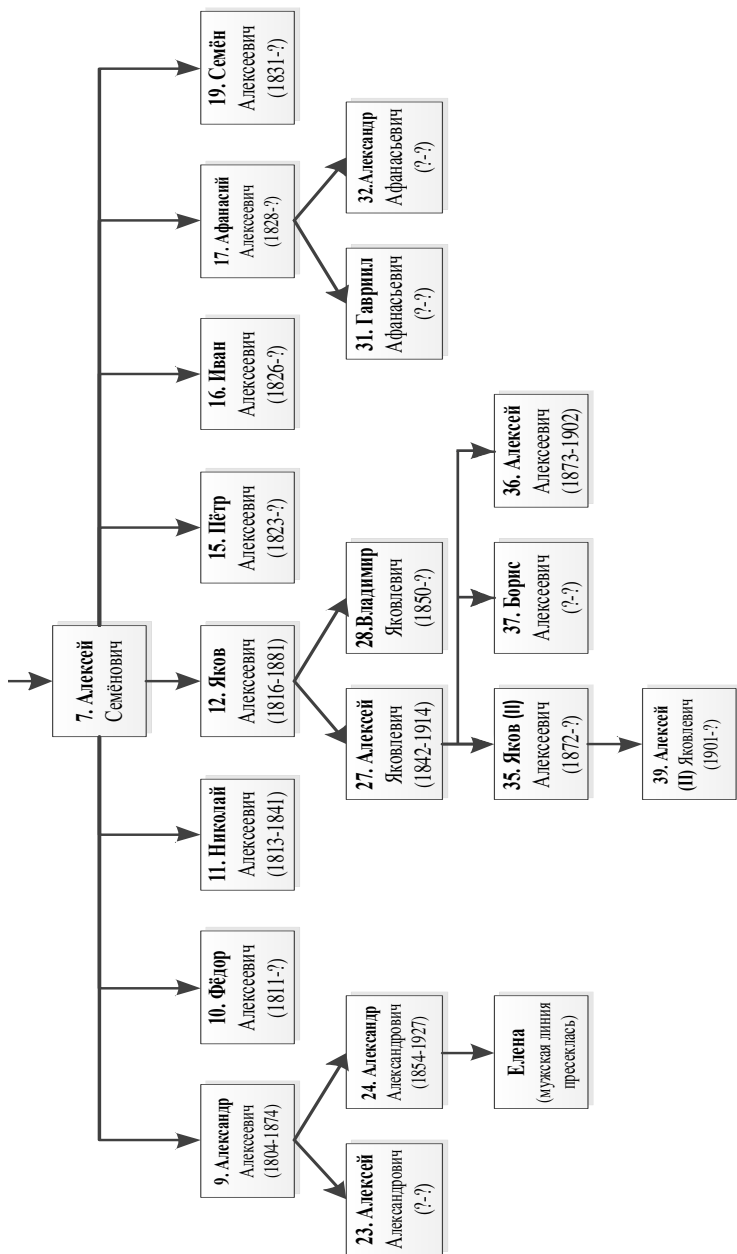 7. Алексей
Семёнович
9. Александр
Алексеевич
(1804-1874)
10. Фёдор
Алексеевич
(1811-?)
11. Николай
Алексеевич
(1813-1841)
12. Яков
Алексеевич
(1816-1881)
15. Пётр
Алексеевич
(1823-?)
16. Иван
Алексеевич
(1826-?)
17. Афанасий
Алексеевич
(1828-?)
19. Семён
Алексеевич
(1831-?)
23. Алексей
Александрович
(?-?)
24. Александр
Александрович
(1854-1927)
27. Алексей
Яковлевич
(1842-1914)
28.Владимир
Яковлевич
(1850-?)
31. Гавриил
Афанасьевич
(?-?)
32.Александр
Афанасьевич
(?-?)
Елена
(мужская линия
пресеклась)
35. Яков (II)
Алексеевич
(1872-?)
37. Борис
Алексеевич
(?-?)
36. Алексей
Алексеевич
(1873-1902)
39. Алексей
(II) Яковлевич
(1901-?)